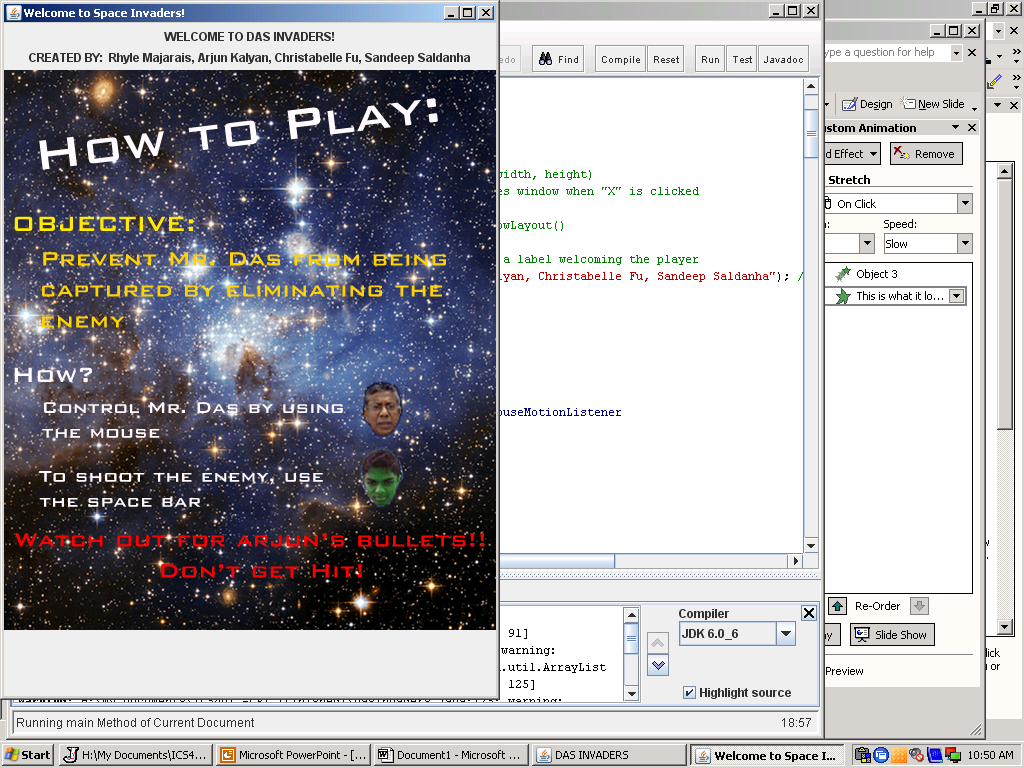 Welcome to Space Invaders!
WELCOME TO DAS INVADERS!
CREATED BY: Rhyle Majarais, Arjun Kalyan, Christabelle Fu, Sandeep Saldanha
How to Play:
Objective:
Prevent Mr. Das from being
captured by eliminating the
enemy
How?
Control Mr. Das by using
the mouse
To shoot the enemy, use
the space bar
Watch out for Arjun's bullets!!
Don't get hit!
Find
Compile
Reset
Run
Test
Javadoc
width, height)
es window when "X" is clicked
owLayout()
a label welcoming the player
lyan, Christabelle Fu, Sandeep Saldanha"); /
ouseMotionListener
91]
warning:
.util.ArrayList
125]
Compiler
JDK 6.0_6
Highlight source
Running main Method of Current Document
18:57
ype a question for help
Design
New Slide
ustom Animation
d Effect
Remove
Stretch
On Click
Speed:
Slow
Object 3
This is what it lo...
Re-Order
Slide Show
Preview
lick
or
Start
H:\My Documents\ICS4...
Microsoft PowerPoint - [...
Document1 - Microsoft ...
DAS INVADERS
Welcome to Space I...
10:50 AM